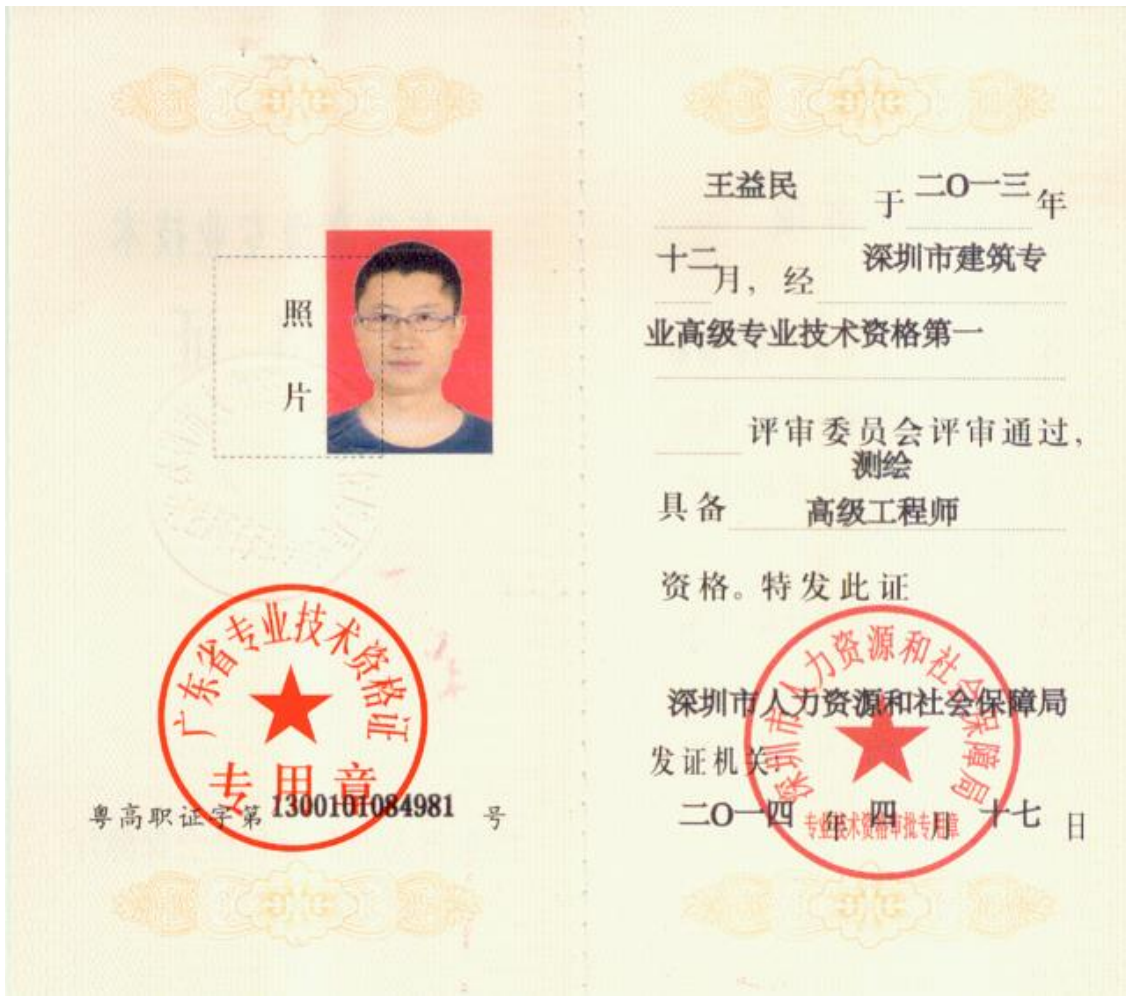 照
片
广东省专业技术资格证
专用章
粤高职证字第 1300101084981 号
王益民 于 二O一三 年
十二月，经 深圳市建筑专
业高级专业技术资格第一
评审委员会评审通过，
测绘
具备 高级工程师
资格。特发此证
深圳市人力资源和社会保障局
深圳市人力资源和社会保障局
发证机关：
二O一四 年 四 月 十七 日
专业技术资格审批专用章